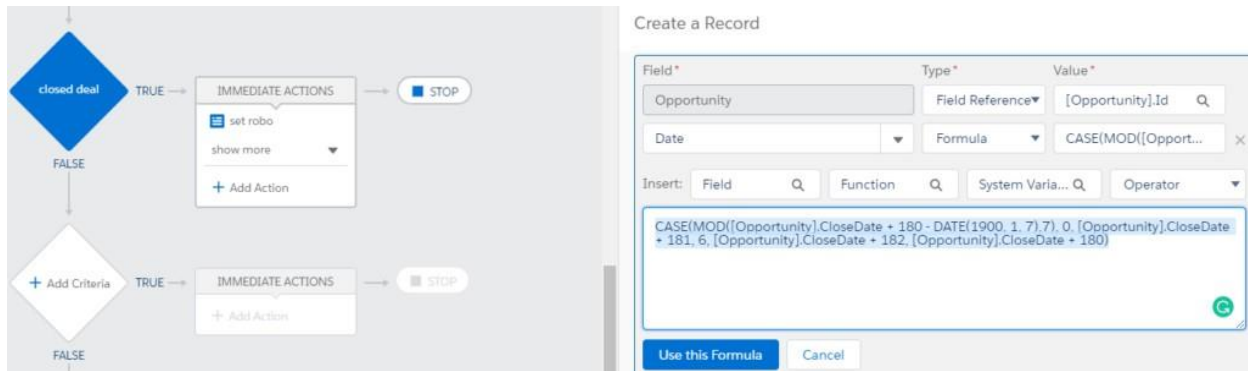 closed deal
TRUE
IMMEDIATE ACTIONS
STOP
set robo
show more
+ Add Action
FALSE
+ Add Criteria
TRUE
IMMEDIATE ACTIONS
STOP
+ Add Action
FALSE
Create a Record
Field* Type* Value*
Opportunity Field Reference [Opportunity].Id
Date Formula CASE(MOD([Opport...
Insert: Field Function System Varia... Operator
CASE(MOD([Opportunity].CloseDate + 180 - DATE(1900, 1, 7),7), 0, [Opportunity].CloseDate
+ 181, 6, [Opportunity].CloseDate + 182, [Opportunity].CloseDate + 180)
Use this Formula Cancel